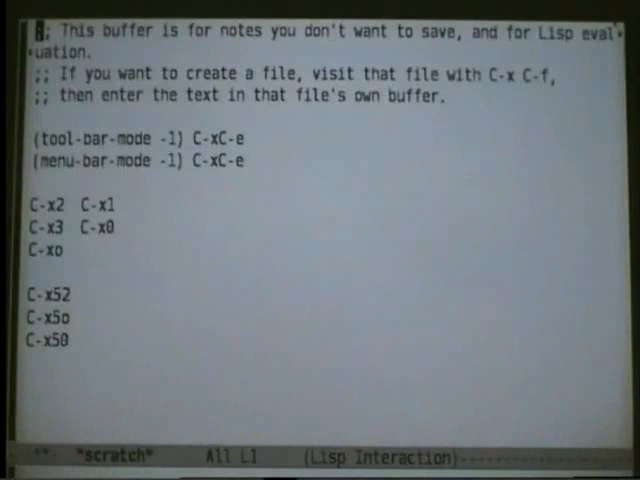 ;; This buffer is for notes you don't want to save, and for Lisp eval
uation.
;; If you want to create a file, visit that file with C-x C-f,
;; then enter the text in that file's own buffer.
(tool-bar-mode -1) C-xC-e
(menu-bar-mode -1) C-xC-e
C-x2 C-x1
C-x3 C-x0
C-xo
C-x52
C-x5o
C-x50
*scratch* All L1 (Lisp Interaction)